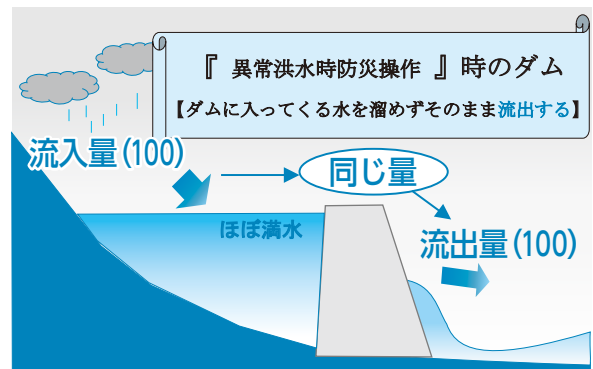 『 異常洪水時防災操作 』時のダム
【ダムに入ってくる水を溜めずそのまま流出する】
流入量(100)
同じ量
ほぼ満水
流出量(100)